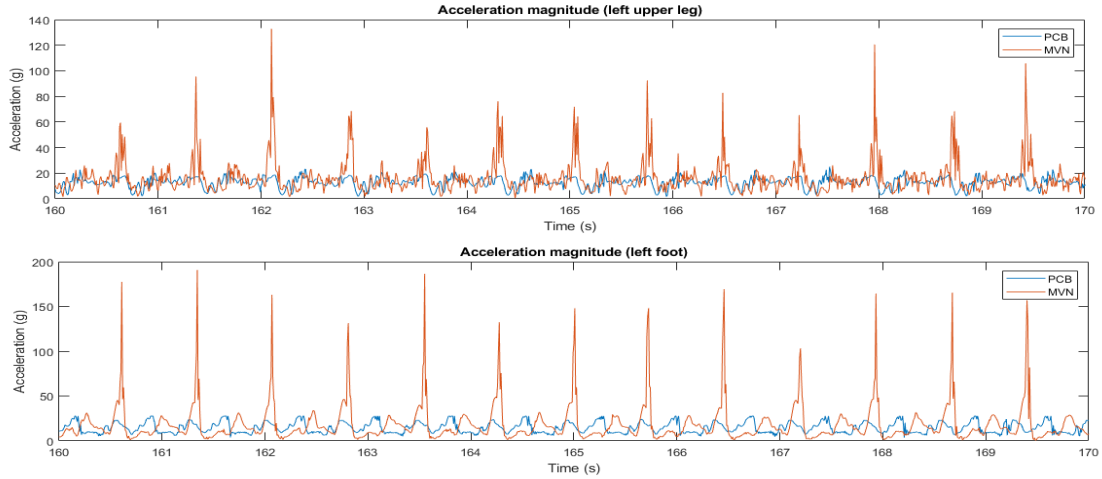 Acceleration magnitude (left upper leg)
Acceleration (g)
140
120
100
80
60
40
20
0
PCB
MVN
160 161 162 163 164 165 166 167 168 169 170
Time (s)
Acceleration magnitude (left foot)
Acceleration (g)
200
150
100
50
0
PCB
MVN
160 161 162 163 164 165 166 167 168 169 170
Time (s)